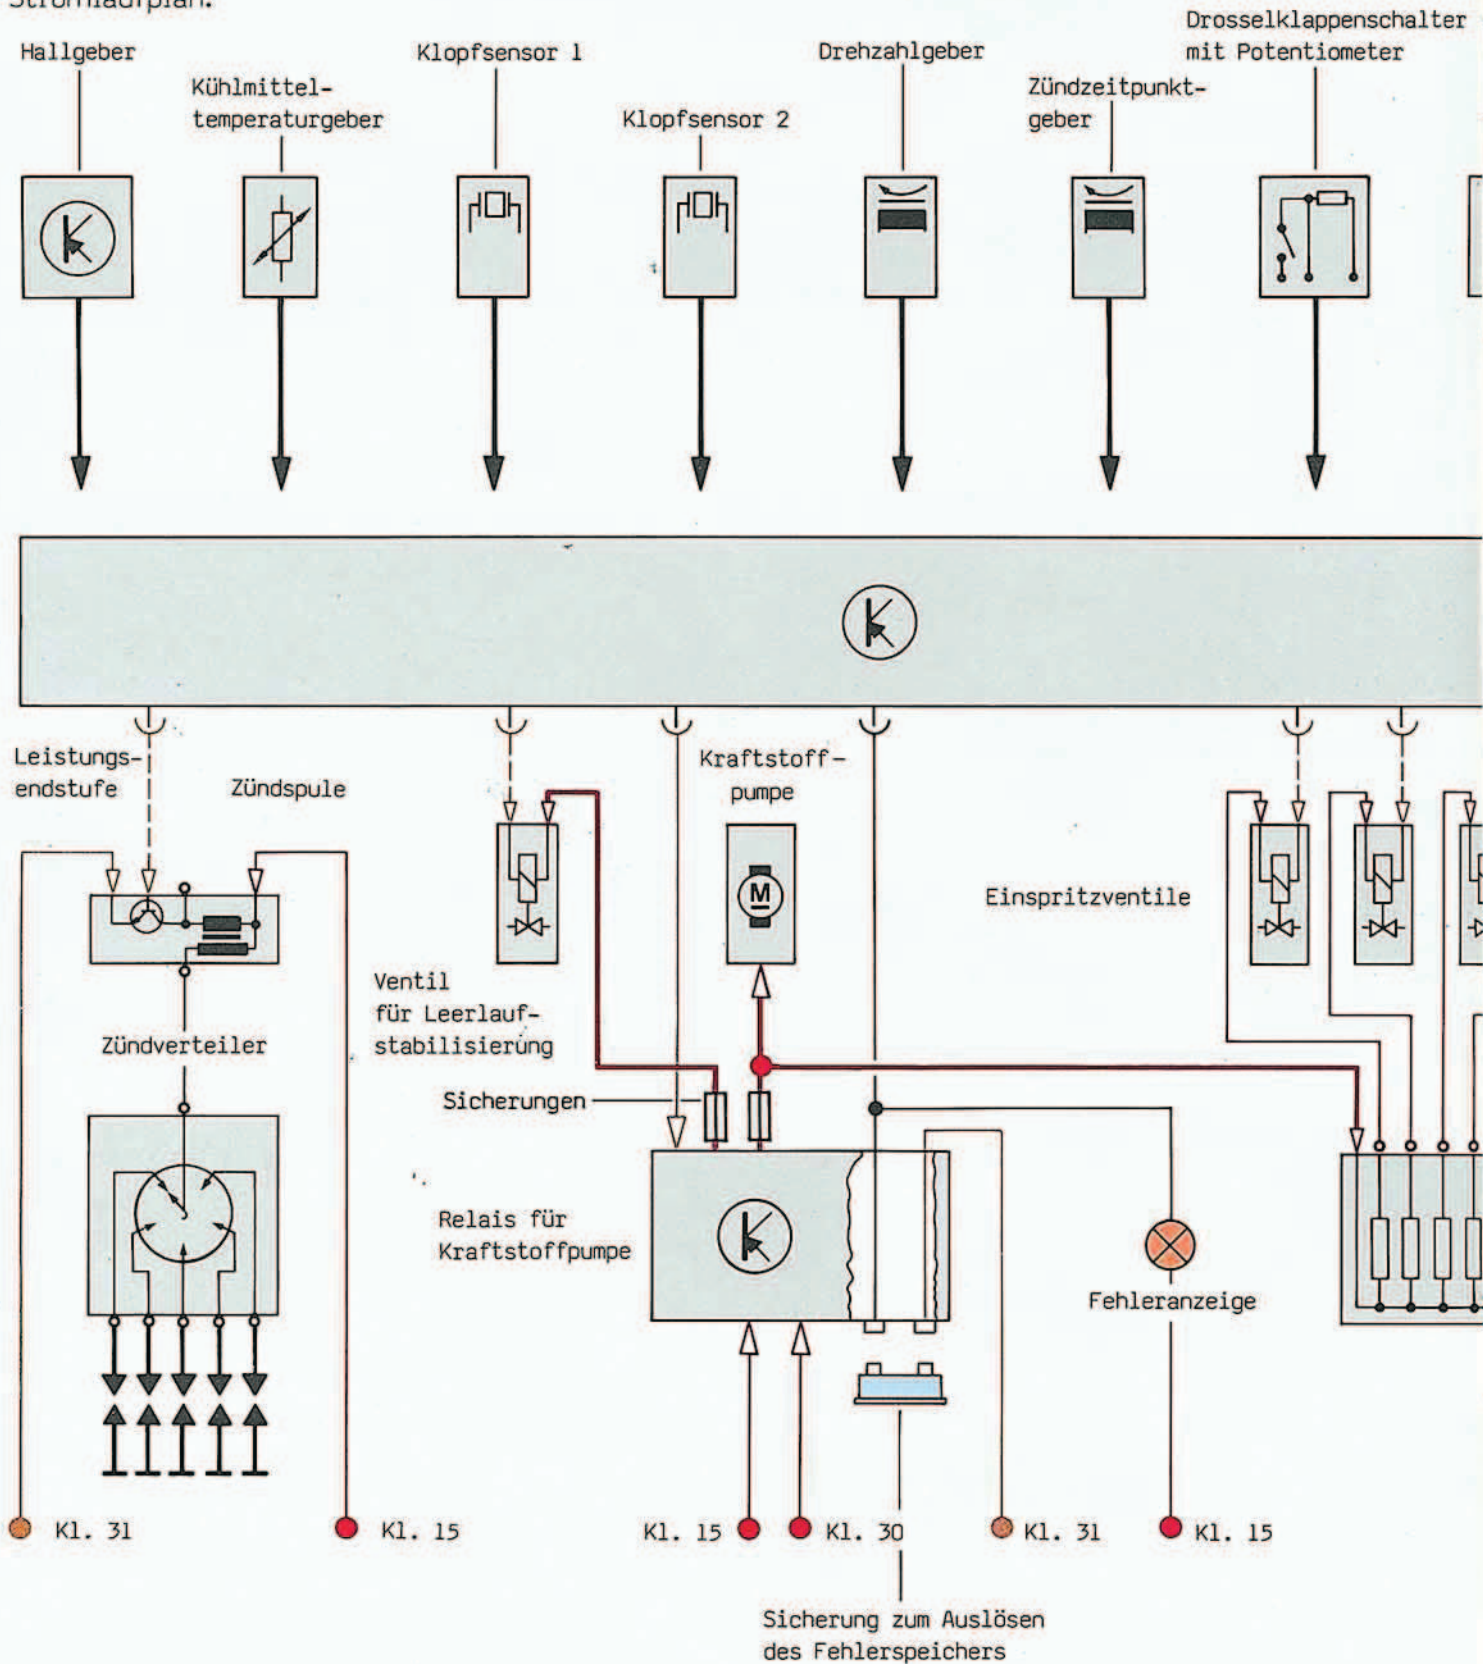 Stromlaufplan.
Hallgeber
Kühlmittel-
temperaturgeber
Klopfsensor 1
Klopfsensor 2
Drehzahlgeber
Zündzeitpunkt-
geber
Drosselklappenschalter
mit Potentiometer
Leistungs-
endstufe
Zündspule
Kraftstoff-
pumpe
M
Einspritzventile
Ventil
für Leerlauf-
stabilisierung
Zündverteiler
Sicherungen
Relais für
Kraftstoffpumpe
Fehleranzeige
Kl. 31
Kl. 15
Kl. 15
Kl. 30
Kl. 31
Kl. 15
Sicherung zum Auslösen
des Fehlerspeichers